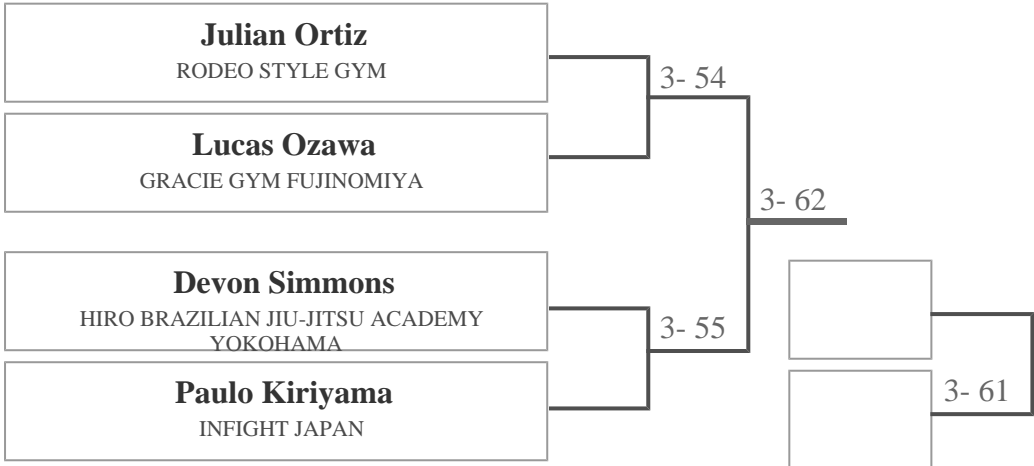 Julian Ortiz
RODEO STYLE GYM
3- 54
Lucas Ozawa
GRACIE GYM FUJINOMIYA
3- 62
Devon Simmons
HIRO BRAZILIAN JIU-JITSU ACADEMY
YOKOHAMA
3- 55
Paulo Kiriyama
INFIGHT JAPAN
3- 61